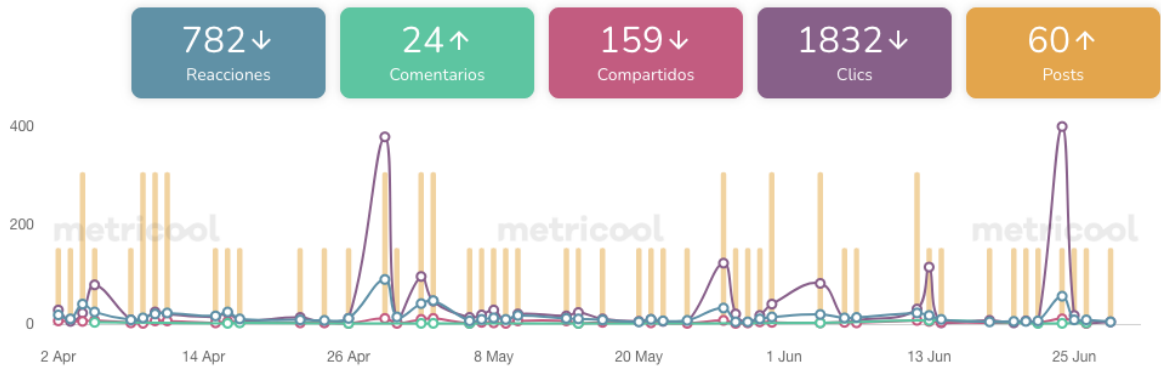 782↓ 24↑ 159↓ 1832↓ 60↑
Reacciones Comentarios Compartidos Clics Posts
400
200
metricool metricool metricool
0
2 Apr 14 Apr 26 Apr 8 May 20 May 1 Jun 13 Jun 25 Jun